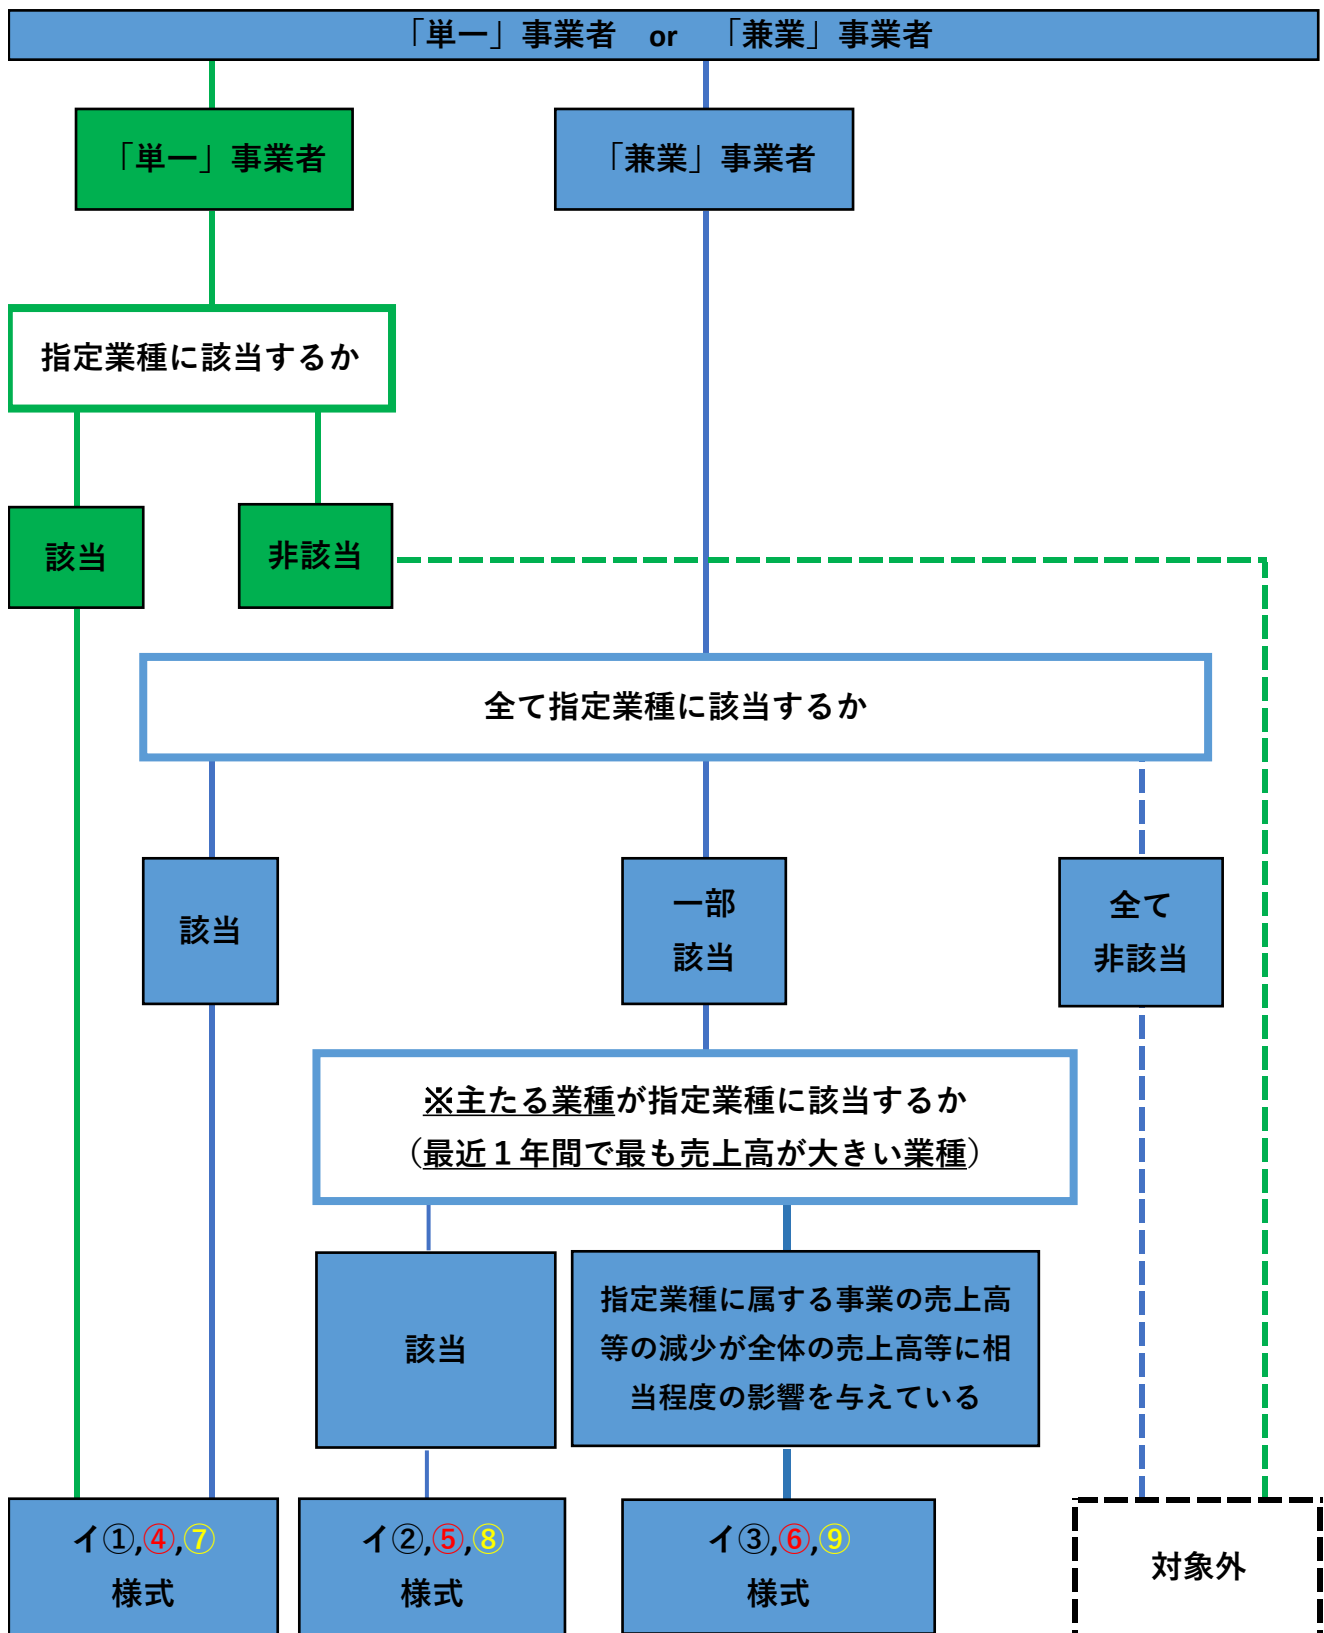 「単一」事業者　or　「兼業」事業者
「単一」事業者
「兼業」事業者
指定業種に該当するか
該当
非該当
全て指定業種に該当するか
該当
一部
該当
全て
非該当
※主たる業種が指定業種に該当するか
（最近１年間で最も売上高が大きい業種）
該当
指定業種に属する事業の売上高
等の減少が全体の売上高等に相
当程度の影響を与えている
イ①,④,⑦
様式
イ②,⑤,⑧
様式
イ③,⑥,⑨
様式
対象外